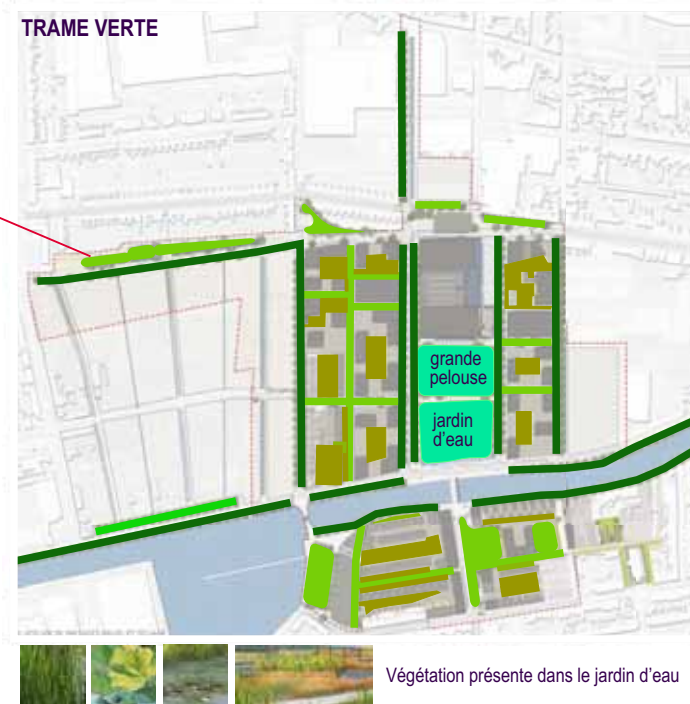 TRAME VERTE
grande
pelouse
jardin
d'eau
Végétation présente dans le jardin d'eau